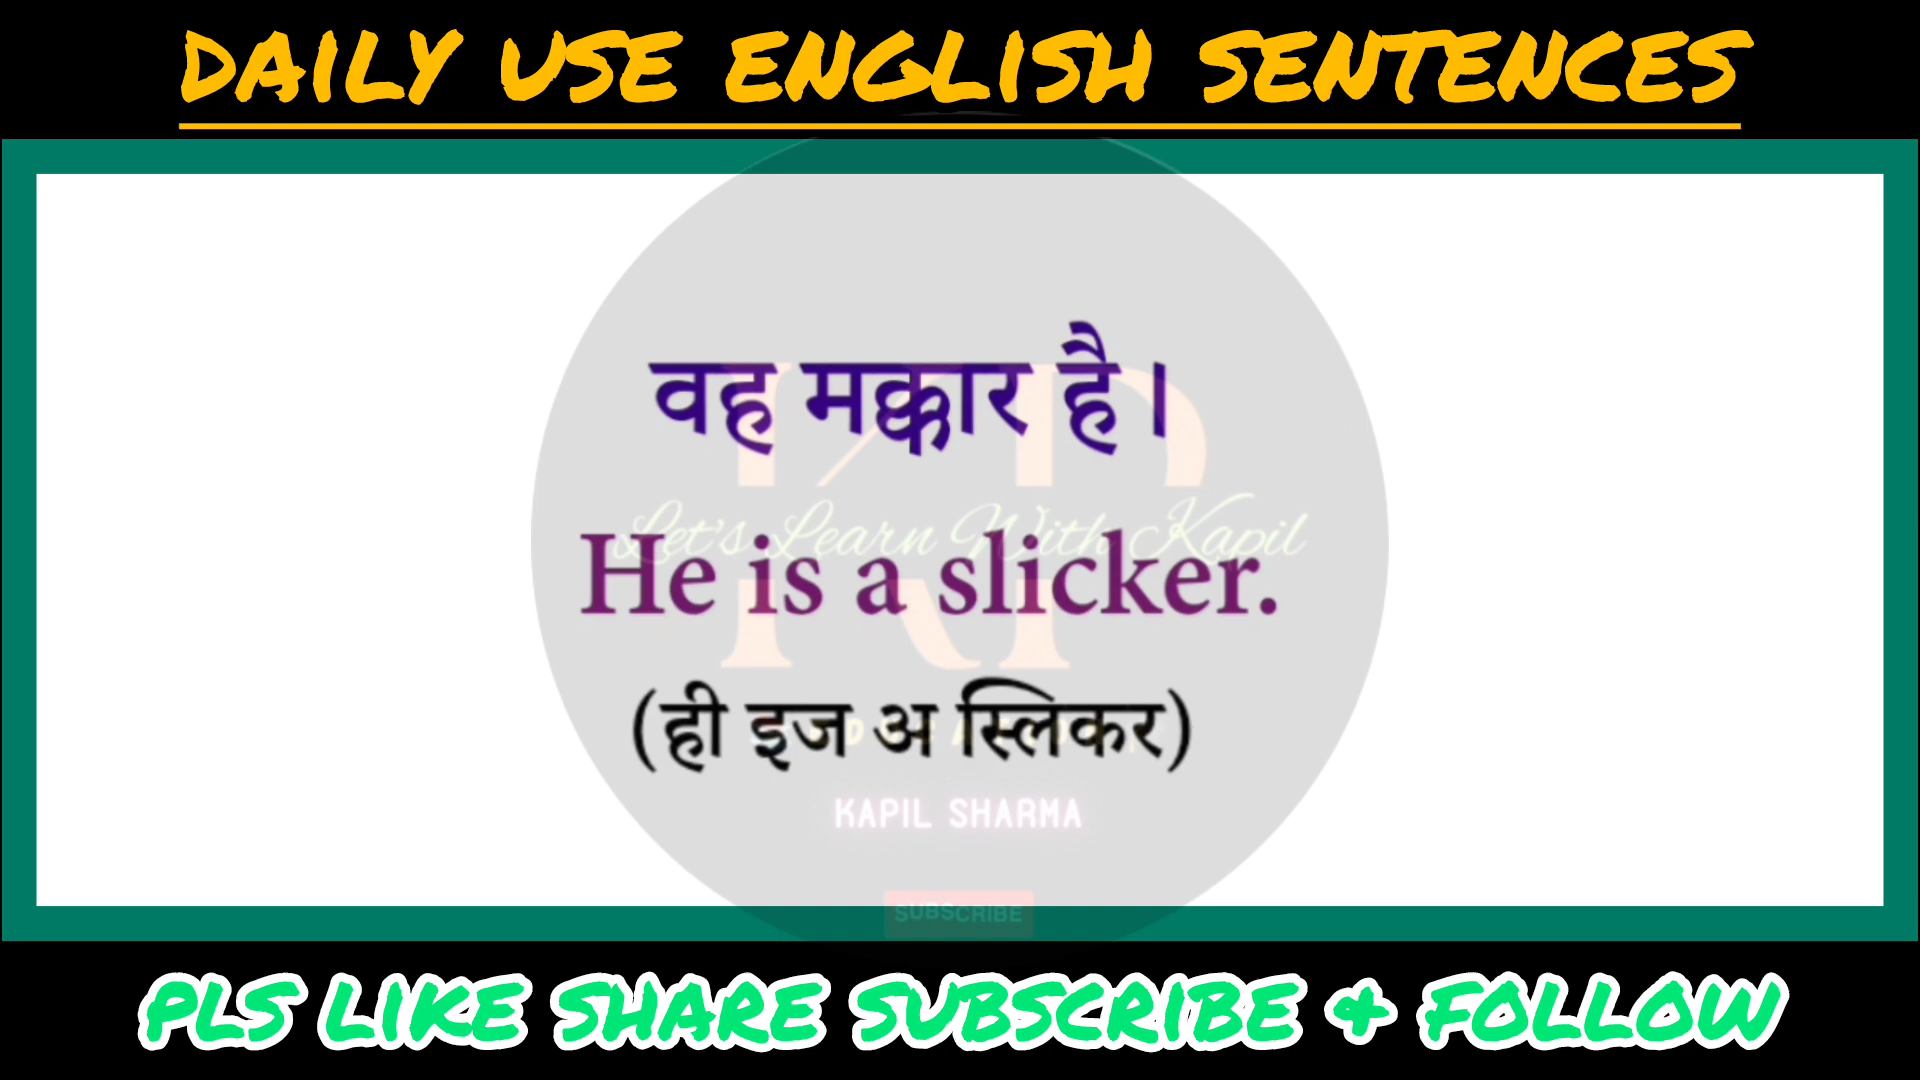 DAILY USE ENGLISH SENTENCES
वह मक्कार है।
Let's Learn With Kapil
He is a slicker.
(ही इज अ स्लिकर)
KAPIL SHARMA
SUBSCRIBE
PLS LIKE SHARE SUBSCRIBE & FOLLOW